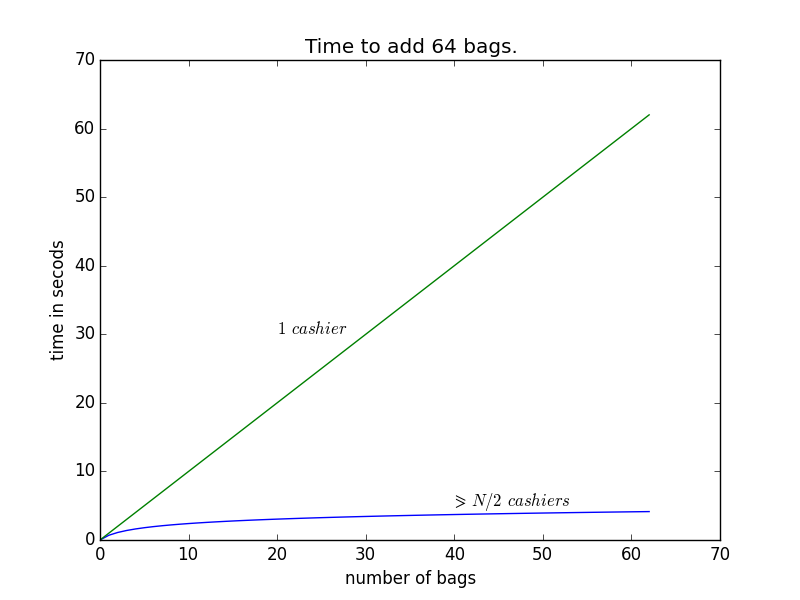 Time to add 64 bags.
70
60
50
40
30
20
10
0
time in secods
1 cashier
⩾ N/2 cashiers
0 10 20 30 40 50 60 70
number of bags